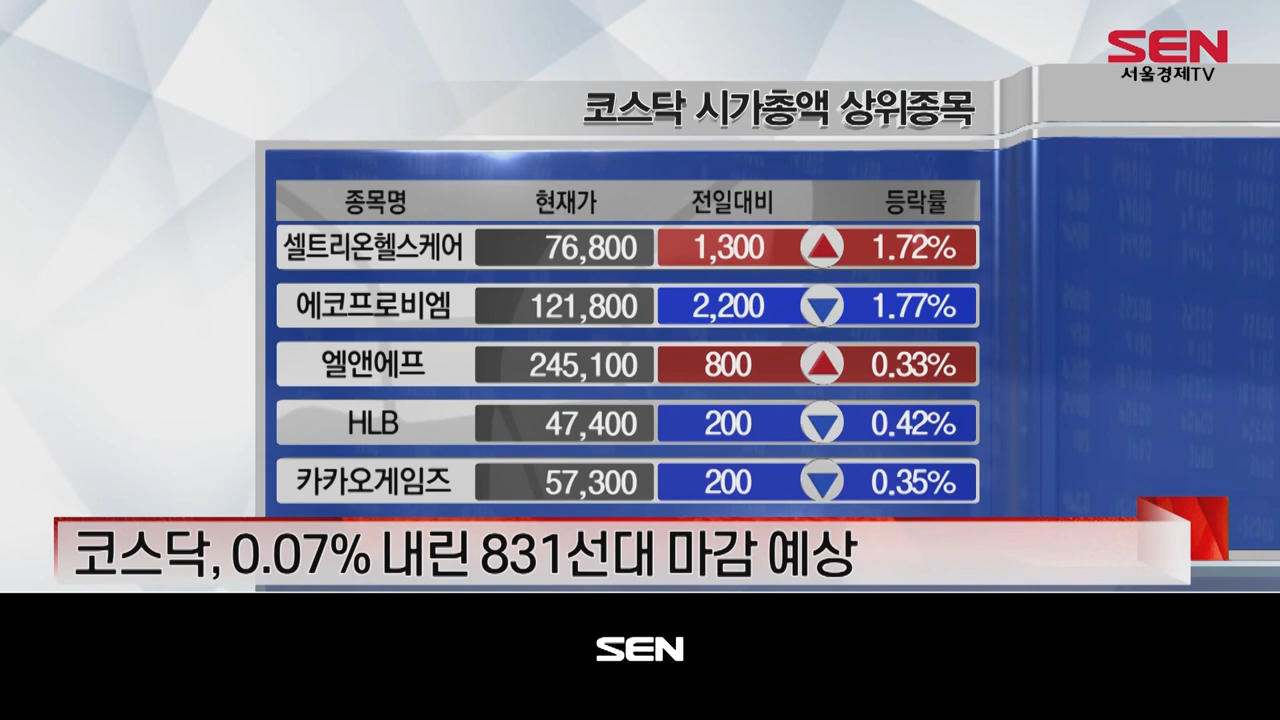 SEN
서울경제TV
코스닥 시가총액 상위종목
종목명 현재가 전일대비 등락률
셀트리온헬스케어 76,800 1,300 ▲ 1.72%
에코프로비엠 121,800 2,200 ▼ 1.77%
엘앤에프 245,100 800 ▲ 0.33%
HLB 47,400 200 ▼ 0.42%
카카오게임즈 57,300 200 ▼ 0.35%
코스닥, 0.07% 내린 831선대 마감 예상
SEN